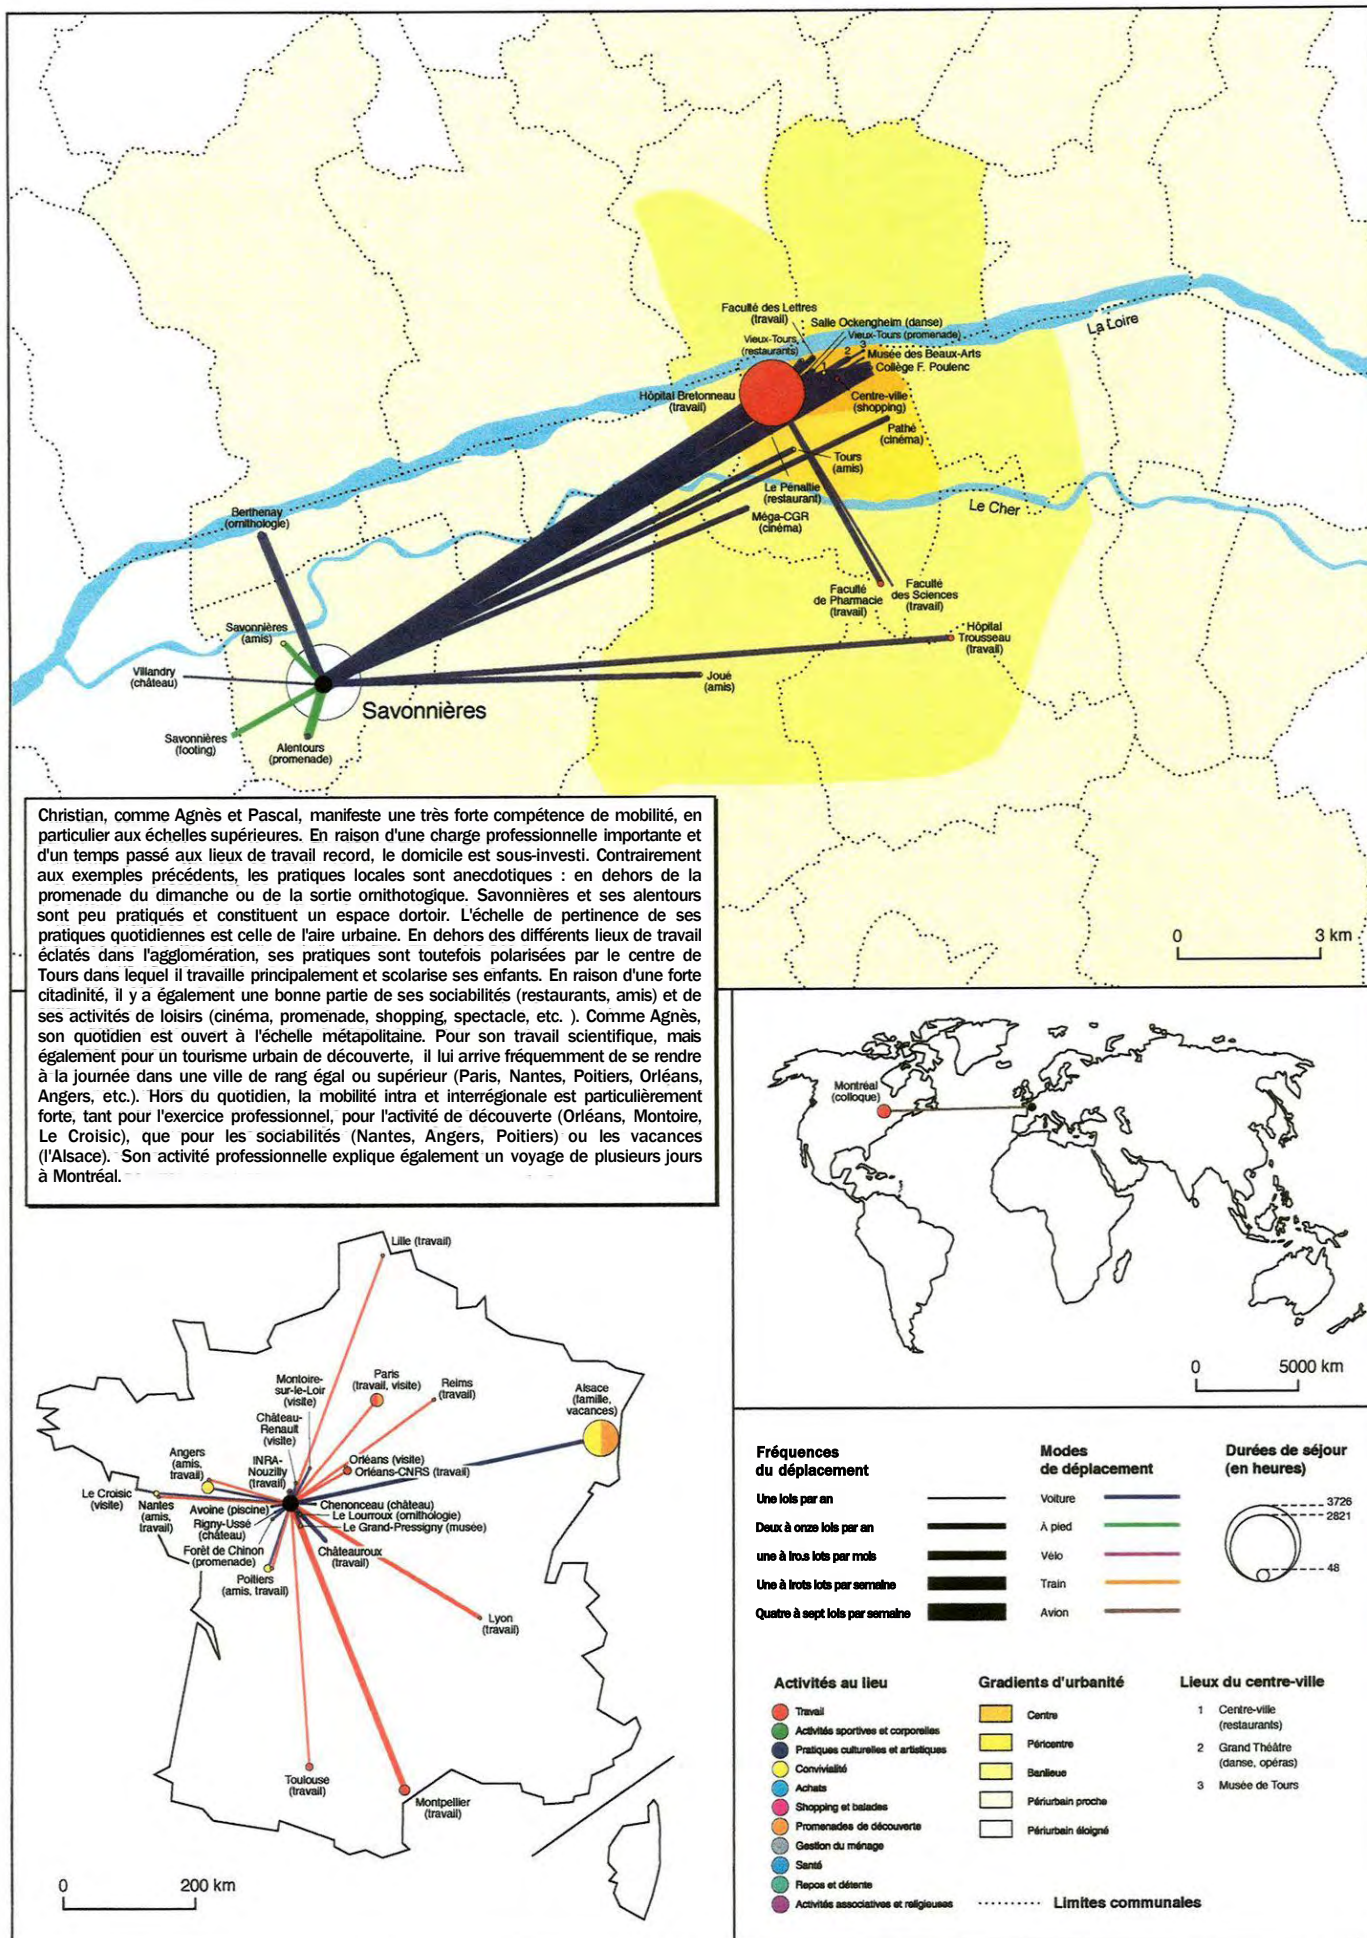 Faculté des Lettres
(travail)
Salle Ockengheim (danse)
Vieux-Tours (promenade)
Vieux-Tours,
(restaurants)
3
2
1
Musée des Beaux-Arts
Collège F. Poulenc
La Loire
Hôpital Bretonneau
(travail)
Centre-ville
(shopping)
Pathé
(cinéma)
Tours
(amis)
Le Pénaltie
(restaurant)
Le Cher
Méga-CGR
(cinéma)
Berthenay
(ornithologie)
Faculté
de Pharmacie
(travail)
Faculté
des Sciences
(travail)
Savonnières
(amis)
Hôpital
Trousseau
(travail)
Villandry
(château)
Joué
(amis)
Savonnières
Savonnières
(footing)
Alentours
(promenade)
0 3 km
Christian, comme Agnès et Pascal, manifeste une très forte compétence de mobilité, en
particulier aux échelles supérieures. En raison d'une charge professionnelle importante et
d'un temps passé aux lieux de travail record, le domicile est sous-investi. Contrairement
aux exemples précédents, les pratiques locales sont anecdotiques : en dehors de la
promenade du dimanche ou de la sortie ornithotogique. Savonnières et ses alentours
sont peu pratiqués et constituent un espace dortoir. L'échelle de pertinence de ses
pratiques quotidiennes est celle de l'aire urbaine. En dehors des différents lieux de travail
éclatés dans l'agglomération, ses pratiques sont toutefois polarisées par le centre de
Tours dans lequel il travaille principalement et scolarise ses enfants. En raison d'une forte
citadinité, il y a également une bonne partie de ses sociabilités (restaurants, amis) et de
ses activités de loisirs (cinéma, promenade, shopping, spectacle, etc. ). Comme Agnès,
son quotidien est ouvert à l'échelle métapolitaine. Pour son travail scientifique, mais
également pour un tourisme urbain de découverte, il lui arrive fréquemment de se rendre
à la journée dans une ville de rang égal ou supérieur (Paris, Nantes, Poitiers, Orléans,
Angers, etc.). Hors du quotidien, la mobilité intra et interrégionale est particulièrement
forte, tant pour l'exercice professionnel, pour l'activité de découverte (Orléans, Montoire,
Le Croisic), que pour les sociabilités (Nantes, Angers, Poitiers) ou les vacances
(l'Alsace). Son activité professionnelle explique également un voyage de plusieurs jours
à Montréal.
Montréal
(colloque)
0 5000 km
Lille (travail)
Montoire-
sur-le-Loir
(visite)
Paris
(travail, visite)
Reims
(travail)
Alsace
(famille,
vacances)
Château-
Renault
(visite)
Angers
(amis,
travail)
INRA-
Nouzilly
(travail)
Orléans (visite)
Orléans-CNRS (travail)
Le Croisic
(visite)
Nantes
(amis,
travail)
Avoine (piscine)
Rigny-Ussé
(château)
Chenonceau (château)
Le Lourroux (ornithologie)
Le Grand-Pressigny (musée)
Forêt de Chinon
(promenade)
Châteauroux
(travail)
Poitiers
(amis, travail)
Lyon
(travail)
Toulouse
(travail)
Montpellier
(travail)
0 200 km
Fréquences
du déplacement
Une lois par an
Deux à onze lois par an
une à lro.s lots par mois
Une à lrots lots par semaine
Quatre à sept lois par semaine
Modes
de déplacement
Voiture
À pied
Vélo
Train
Avion
Durées de séjour
(en heures)
3726
2821
48
Activités au lieu
Travail
Activités sportives et corporelles
Pratiques culturelles et artistiques
Convivialité
Achats
Shopping et balades
Promenades de découverte
Gestion du ménage
Santé
Repos et détente
Activités associatives et religieuses
Gradients d'urbanité
Centre
Péricentre
Banlieue
Périurbain proche
Périurbain éloigné
Lieux du centre-ville
1 Centre-ville
(restaurants)
2 Grand Théâtre
(danse, opéras)
3 Musée de Tours
Limites communales